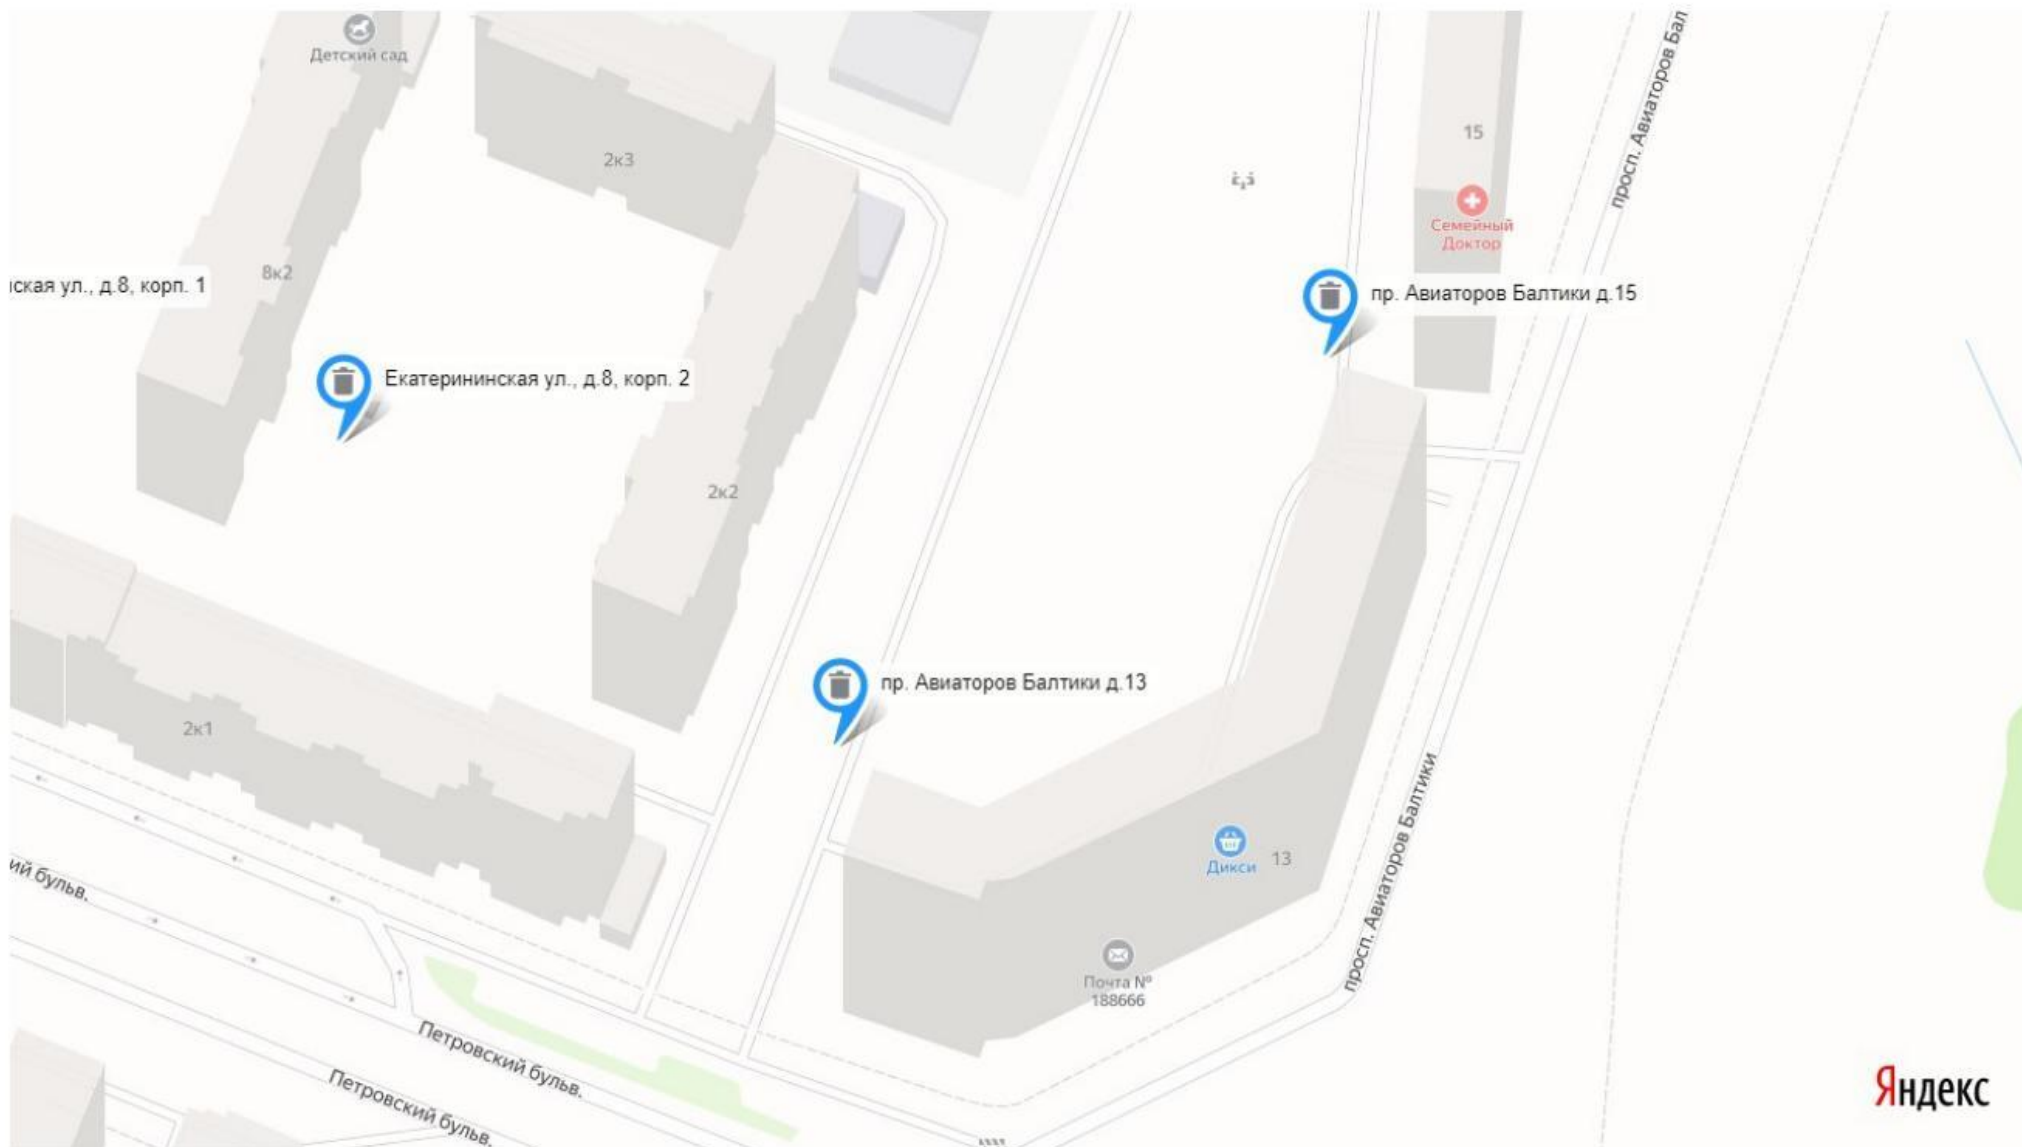 Детский сад
просп. Авиаторов Бал
15
2к3
Семейный
Доктор
8к2
ская ул., д.8, корп. 1
пр. Авиаторов Балтики д.15
Екатерининская ул., д.8, корп. 2
2к2
пр. Авиаторов Балтики д.13
2к1
Дикси
13
просп. Авиаторов Балтики
ий бульв.
Почта №
188666
Петровский бульв.
Петровский бульв.
Яндекс